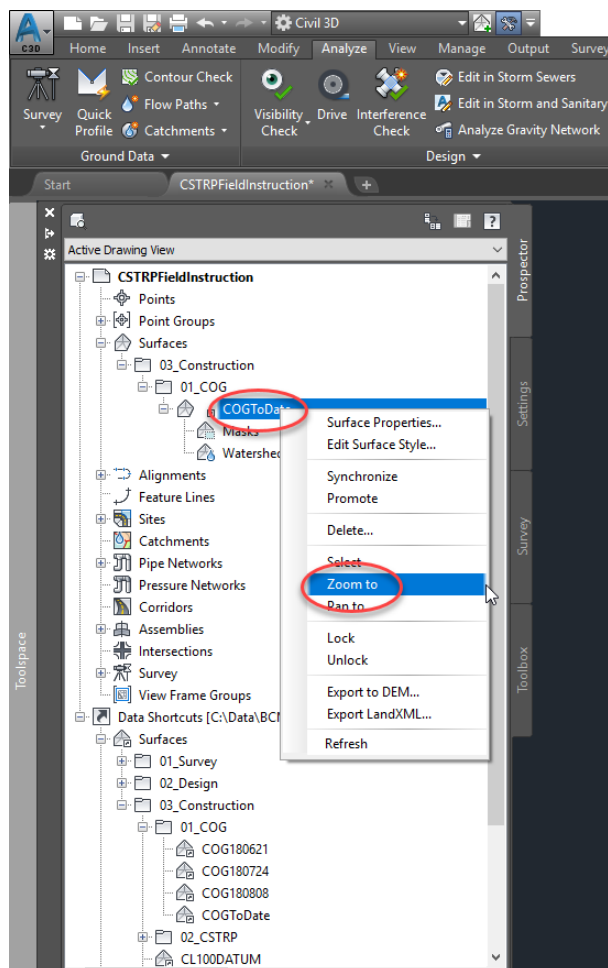 C3D
Civil 3D
Home Insert Annotate Modify Analyze View Manage Output Survey
Survey
Quick
Profile
Contour Check
Flow Paths
Catchments
Visibility
Check
Drive
Interference
Check
Edit in Storm Sewers
Edit in Storm and Sanitary
Analyze Gravity Network
Ground Data
Design
Start
CSTRPFieldInstruction*
Active Drawing View
CSTRPFieldInstruction
Points
Point Groups
Surfaces
03_Construction
01_COG
COGToDate
Masks
Watershed
Alignments
Feature Lines
Sites
Catchments
Pipe Networks
Pressure Networks
Corridors
Assemblies
Intersections
Survey
View Frame Groups
Data Shortcuts [C:\Data\BCM
Surfaces
01_Survey
02_Design
03_Construction
01_COG
COG180621
COG180724
COG180808
COGToDate
02_CSTRP
CL100DATUM
Surface Properties...
Edit Surface Style...
Synchronize
Promote
Delete...
Select
Zoom to
Pan to
Lock
Unlock
Export to DEM...
Export LandXML...
Refresh
Prospector
Settings
Survey
Toolbox
Toolspace